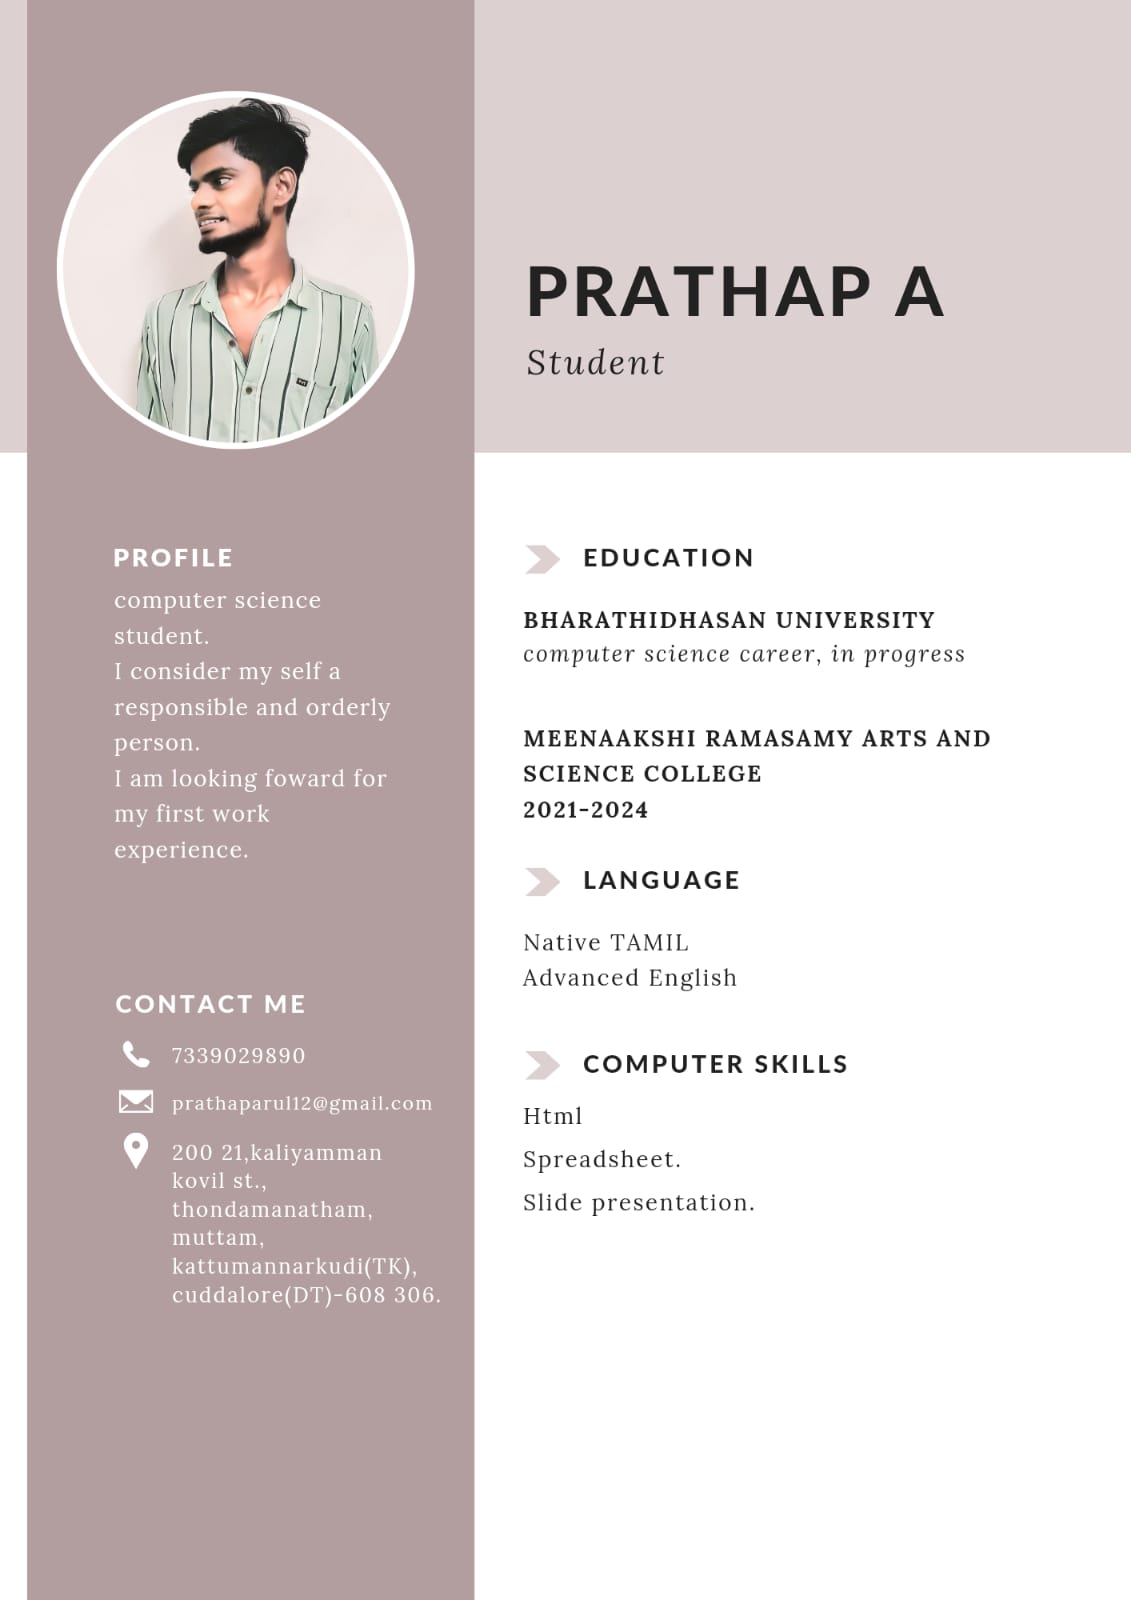 PRATHAP A
Student
PROFILE
computer science
student.
I consider my self a
responsible and orderly
person.
I am looking foward for
my first work
experience.
CONTACT ME
7339029890
prathaparul12@gmail.com
200 21,kaliyamman
kovil st.,
thondamanatham,
muttam,
kattumannarkudi(TK),
cuddalore(DT)-608 306.
EDUCATION
BHARATHIDHASAN UNIVERSITY
computer science career, in progress
MEENAAKSHI RAMASAMY ARTS AND
SCIENCE COLLEGE
2021-2024
LANGUAGE
Native TAMIL
Advanced English
COMPUTER SKILLS
Html
Spreadsheet.
Slide presentation.